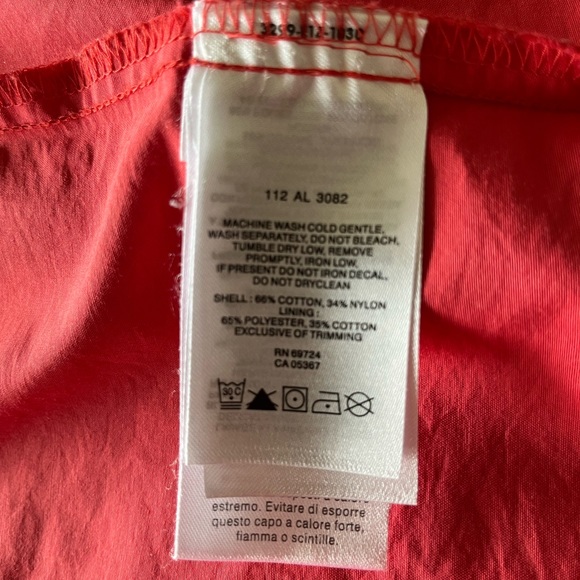 112 AL 3082
MACHINE WASH COLD GENTLE,
WASH SEPARATELY, DO NOT BLEACH,
TUMBLE DRY LOW, REMOVE
PROMPTLY, IRON LOW,
IF PRESENT DO NOT IRON DECAL,
DO NOT DRYCLEAN
SHELL : 66% COTTON, 34% NYLON
LINING :
65% POLYESTER, 35% COTTON
EXCLUSIVE OF TRIMMING
RN 69724
CA 05367
30 C
a calore
estremo. Evitare di esporre
questo capo a calore forte,
fiamma o scintille.